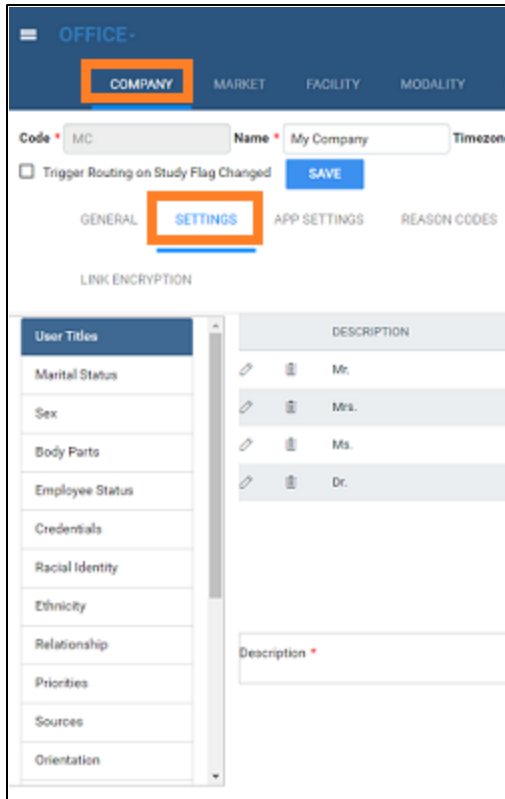 OFFICE-
COMPANY MARKET FACILITY MODALITY
Code * MC Name * My Company Timezon
Trigger Routing on Study Flag Changed SAVE
GENERAL SETTINGS APP SETTINGS REASON CODES
LINK ENCRYPTION
User Titles DESCRIPTION
Marital Status Mr.
Sex Mrs.
Body Parts Ms.
Employee Status Dr.
Credentials
Racial Identity
Ethnicity
Relationship Description *
Priorities
Sources
Orientation